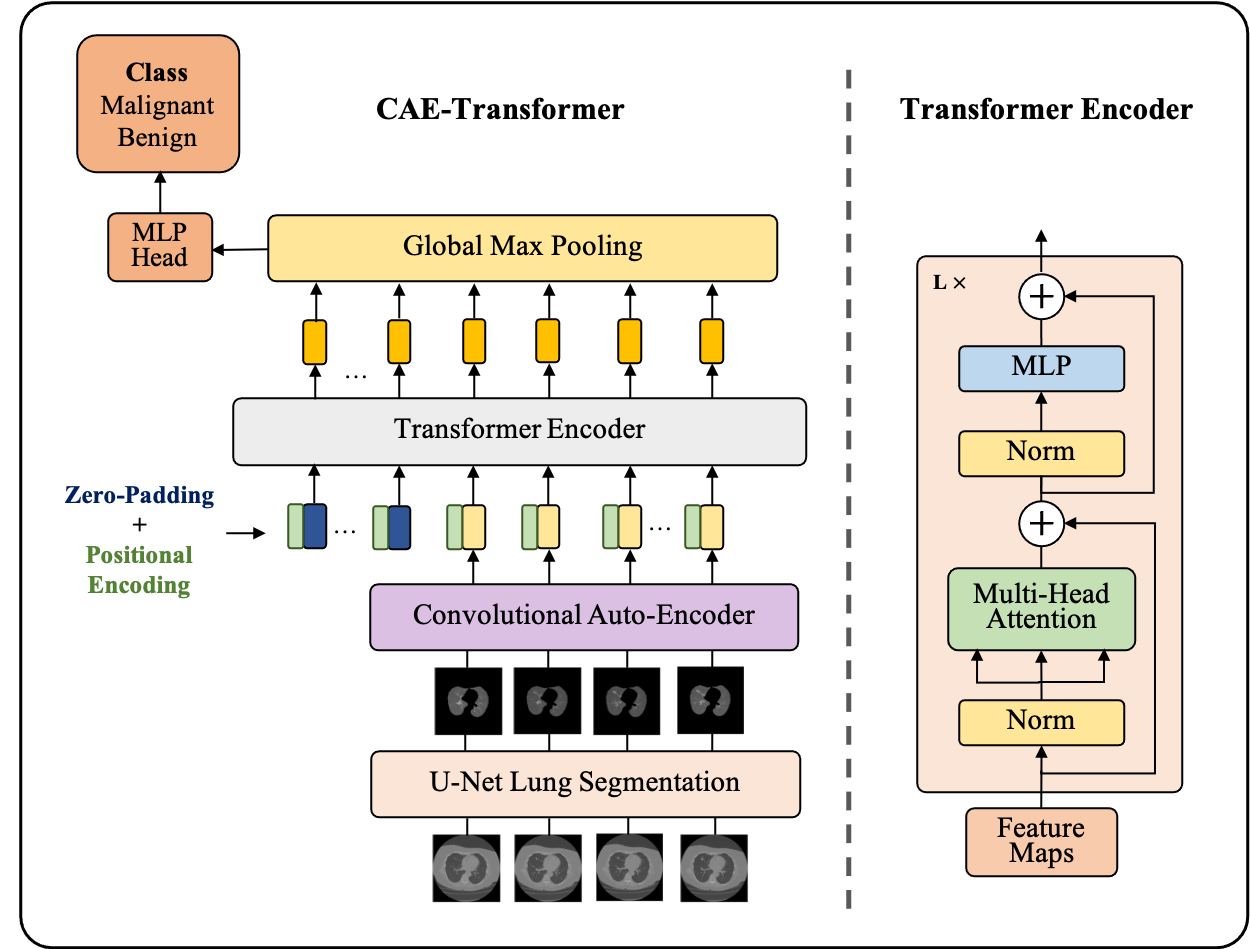 Class
Malignant
Benign
CAE-Transformer
Transformer Encoder
MLP
Head
Global Max Pooling
...
Transformer Encoder
Zero-Padding
+
Positional
Encoding
...
...
Convolutional Auto-Encoder
U-Net Lung Segmentation
L ×
+
MLP
Norm
+
Multi-Head
Attention
Norm
Feature
Maps